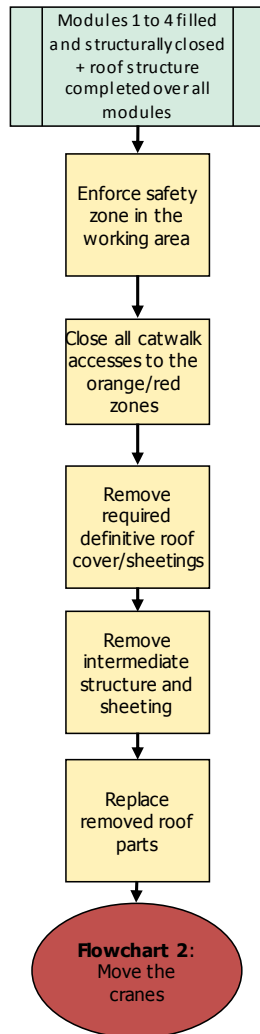 Modules 1 to 4 filled
and structurally closed
+ roof structure
completed over all
modules
Enforce safety
zone in the
working area
Close all catwalk
accesses to the
orange/red
zones
Remove
required
definitive roof
cover/sheetings
Remove
intermediate
structure and
sheeting
Replace
removed roof
parts
Flowchart 2:
Move the
cranes